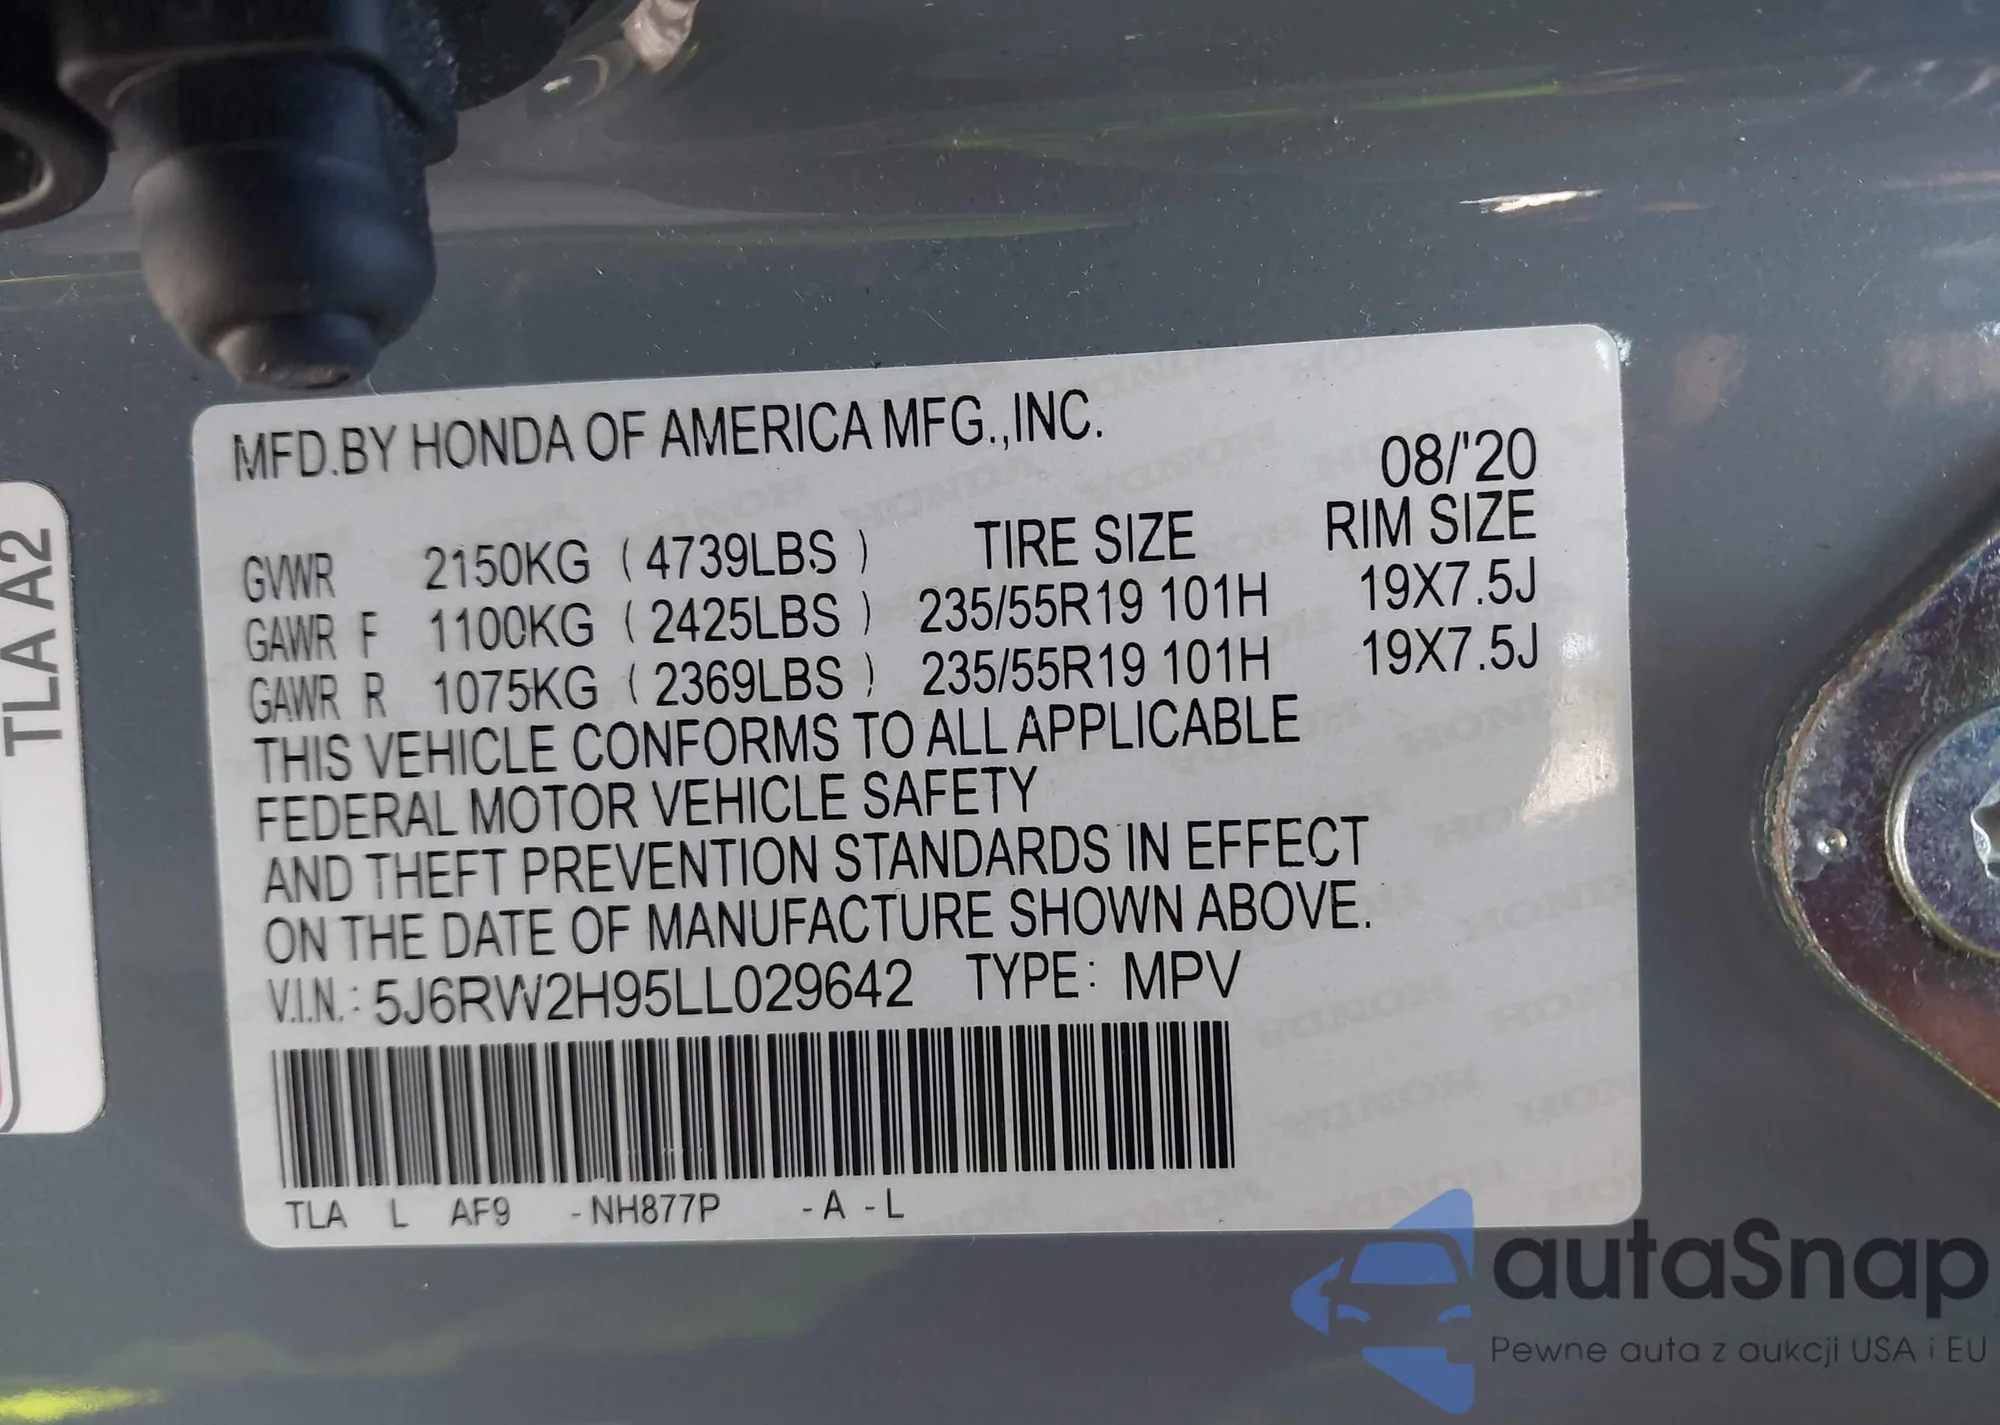 MFD.BY HONDA OF AMERICA MFG.,INC.
08/'20
GVWR 2150KG ( 4739LBS ) TIRE SIZE RIM SIZE
GAWR F 1100KG ( 2425LBS ) 235/55R19 101H 19X7.5J
GAWR R 1075KG ( 2369LBS ) 235/55R19 101H 19X7.5J
THIS VEHICLE CONFORMS TO ALL APPLICABLE
FEDERAL MOTOR VEHICLE SAFETY
AND THEFT PREVENTION STANDARDS IN EFFECT
ON THE DATE OF MANUFACTURE SHOWN ABOVE.
V.I.N.: 5J6RW2H95LL029642 TYPE: MPV
TLA L AF9 -NH877P -A -L
TLA A2
autaSnap
Pewne auta z aukcji USA i EU